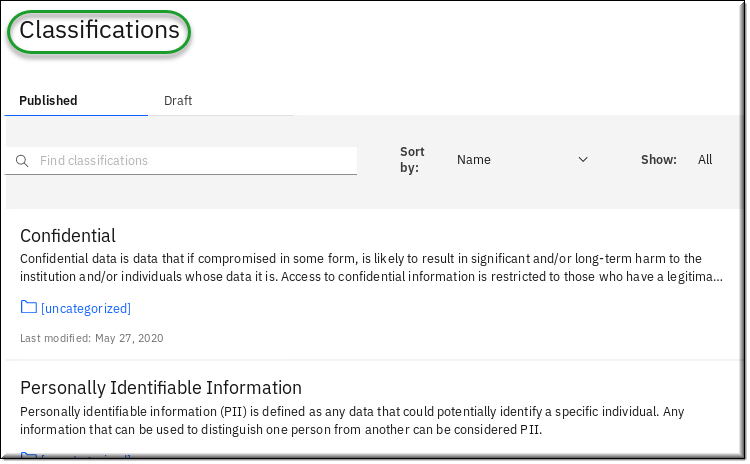 Classifications
Published Draft
Find classifications
Sort
by:
Name
Show: All
Confidential
Confidential data is data that if compromised in some form, is likely to result in significant and/or long-term harm to the
institution and/or individuals whose data it is. Access to confidential information is restricted to those who have a legitima...
[uncategorized]
Last modified: May 27, 2020
Personally Identifiable Information
Personally identifiable information (PII) is defined as any data that could potentially identify a specific individual. Any
information that can be used to distinguish one person from another can be considered PII.